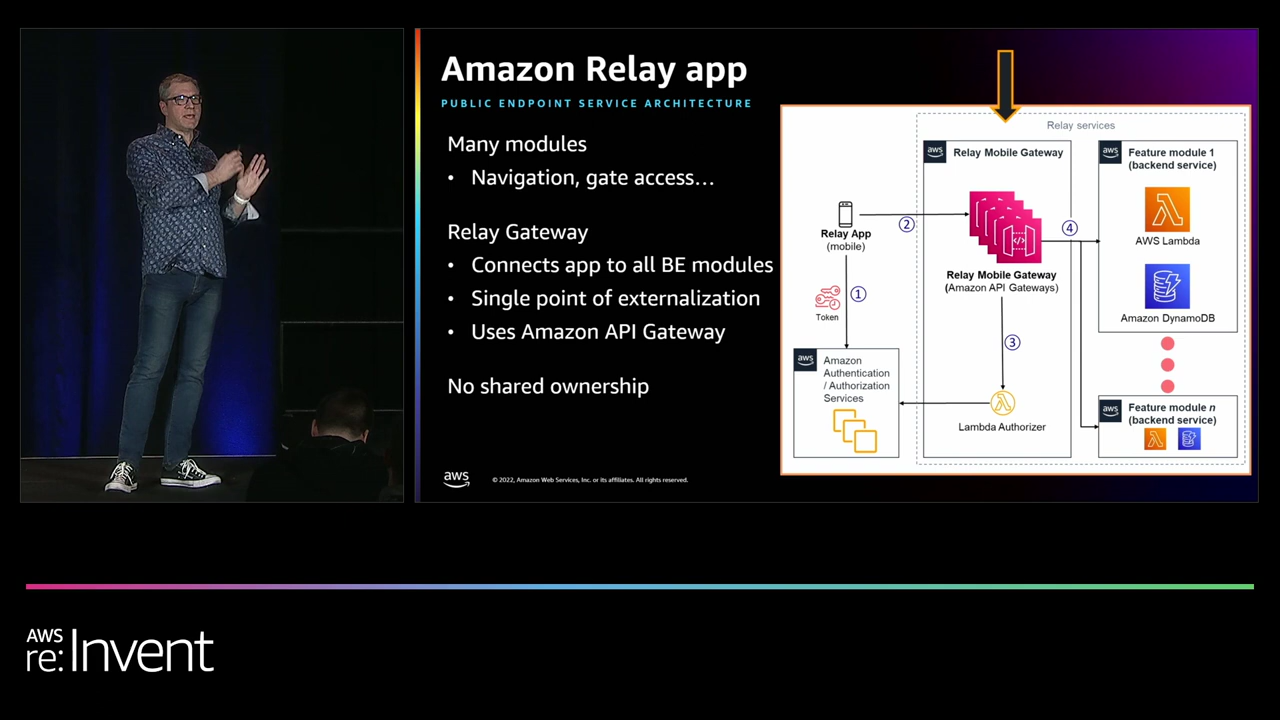 Amazon Relay app
PUBLIC ENDPOINT SERVICE ARCHITECTURE
Many modules
• Navigation, gate access...
Relay Gateway
• Connects app to all BE modules
• Single point of externalization
• Uses Amazon API Gateway
No shared ownership
aws
© 2022, Amazon Web Services, Inc. or its affiliates. All rights reserved.
Relay services
aws
Relay Mobile Gateway
aws
Feature module 1
(backend service)
Relay App
(mobile)
2
4
AWS Lambda
Relay Mobile Gateway
(Amazon API Gateways)
1
Token
Amazon DynamoDB
3
aws
Amazon
Authentication
/ Authorization
Services
Lambda Authorizer
aws
Feature module n
(backend service)
AWS
re:Invent